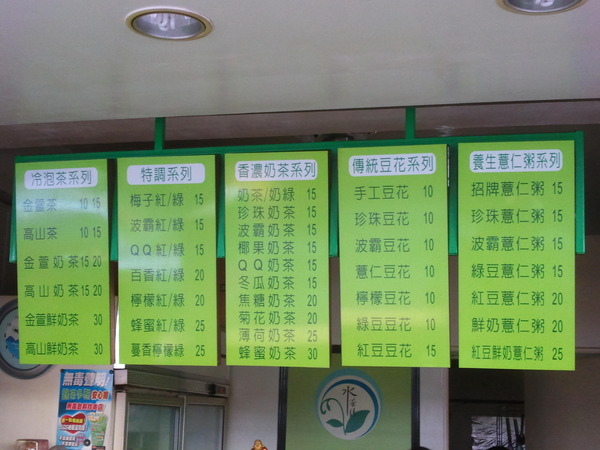 冷泡茶系列
金萱茶 10 15
高山茶 10 15
金萱奶茶 15 20
高山奶茶 15 20
金萱鮮奶茶 30
高山鮮奶茶 30
特調系列
梅子紅/綠 15
波霸紅/綠 15
QQ紅/綠 15
百香紅/綠 20
檸檬紅/綠 20
蜂蜜紅/綠 25
蔓香檸檬綠 25
香濃奶茶系列
奶茶/奶綠 15
珍珠奶茶 15
波霸奶茶 15
椰果奶茶 15
QQ奶茶 15
冬瓜奶茶 15
焦糖奶茶 20
菊花奶茶 20
薄荷奶茶 25
蜂蜜奶茶 30
傳統豆花系列
手工豆花 10
珍珠豆花 10
波霸豆花 10
薏仁豆花 10
檸檬豆花 10
綠豆豆花 10
紅豆豆花 15
養生薏仁粥系列
招牌薏仁粥 15
珍珠薏仁粥 15
波霸薏仁粥 15
綠豆薏仁粥 15
紅豆薏仁粥 20
鮮奶薏仁粥 20
紅豆鮮奶薏仁粥 25
無毒聲明
安心喝
水